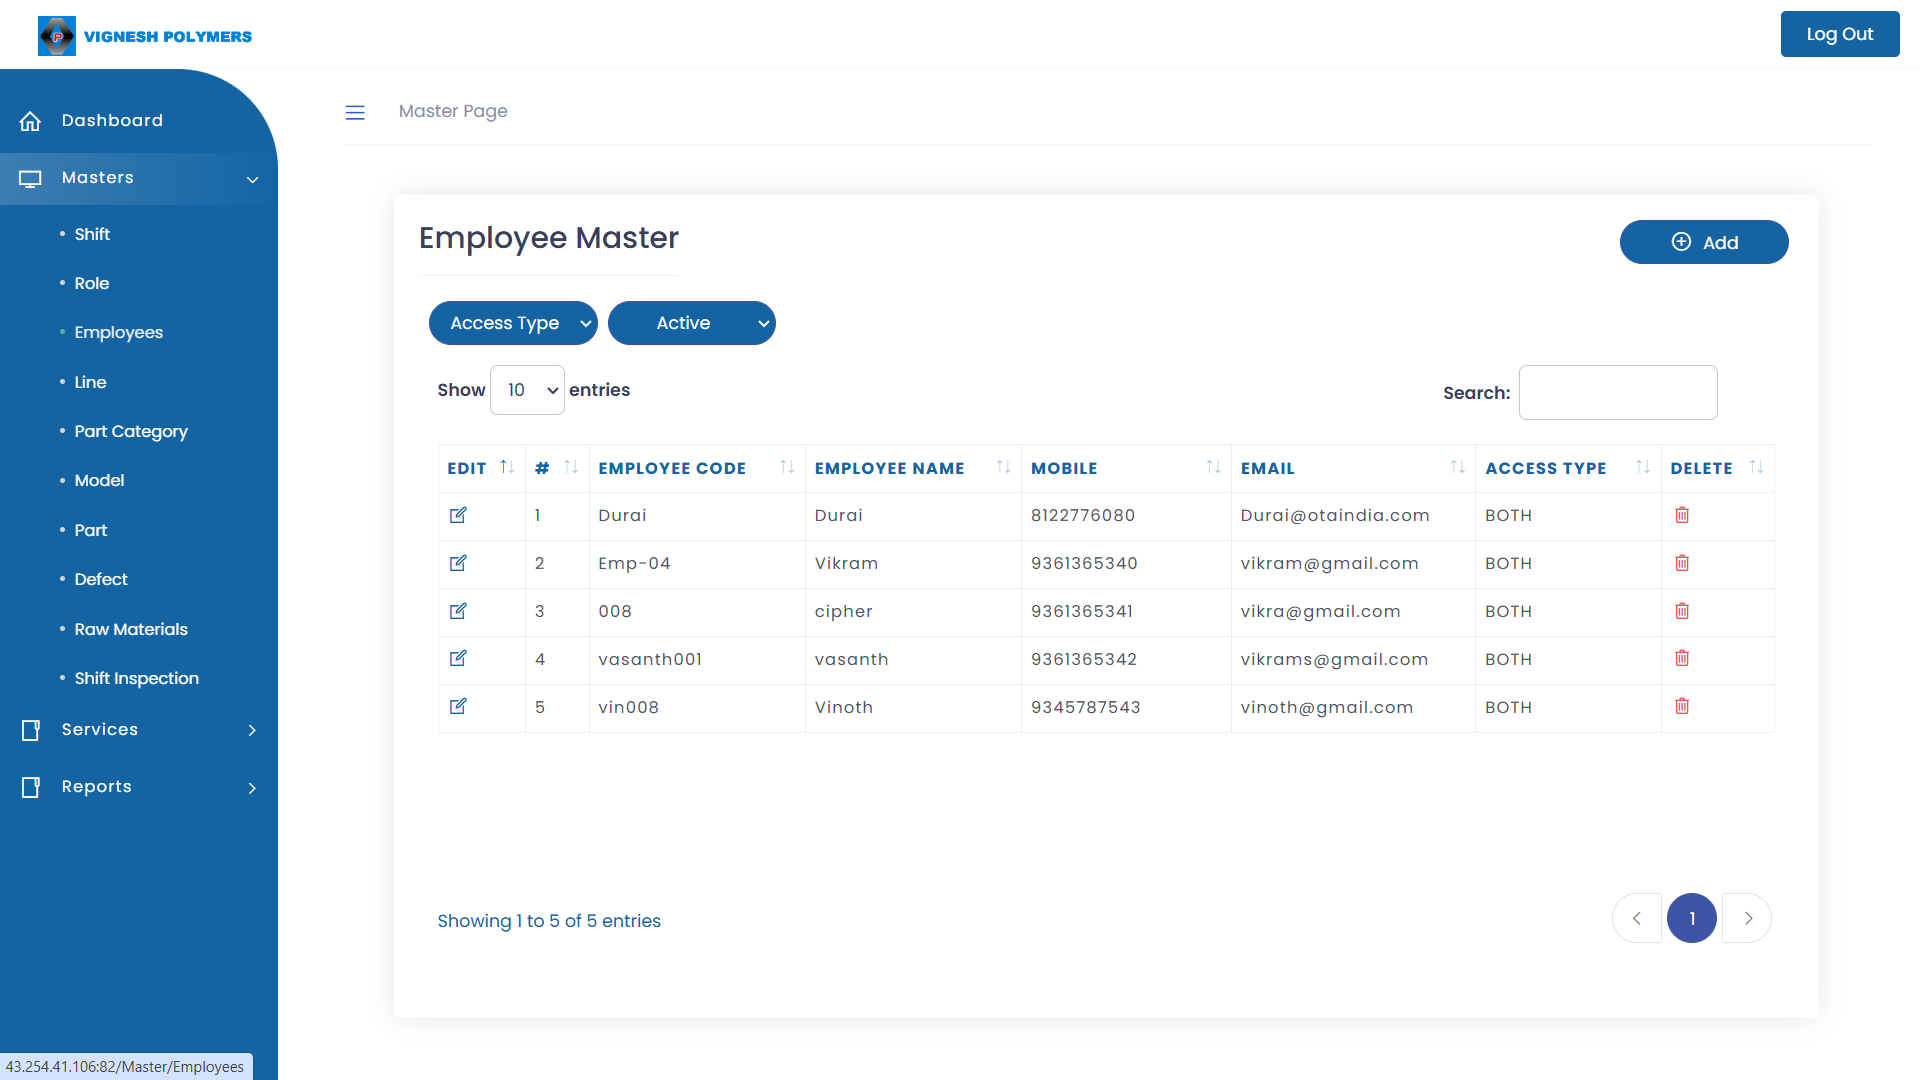 P VIGNESH POLYMERS
Log Out
Dashboard
Masters
Shift
Role
Employees
Line
Part Category
Model
Part
Defect
Raw Materials
Shift Inspection
Services
Reports
Master Page
Employee Master
Add
Access Type Active
Show 10 entries
Search:
EDIT # EMPLOYEE CODE EMPLOYEE NAME MOBILE EMAIL ACCESS TYPE DELETE
1 Durai Durai 8122776080 Durai@otaindia.com BOTH
2 Emp-04 Vikram 9361365340 vikram@gmail.com BOTH
3 008 cipher 9361365341 vikra@gmail.com BOTH
4 vasanth001 vasanth 9361365342 vikrams@gmail.com BOTH
5 vin008 Vinoth 9345787543 vinoth@gmail.com BOTH
Showing 1 to 5 of 5 entries
1
43.254.41.106:82/Master/Employees